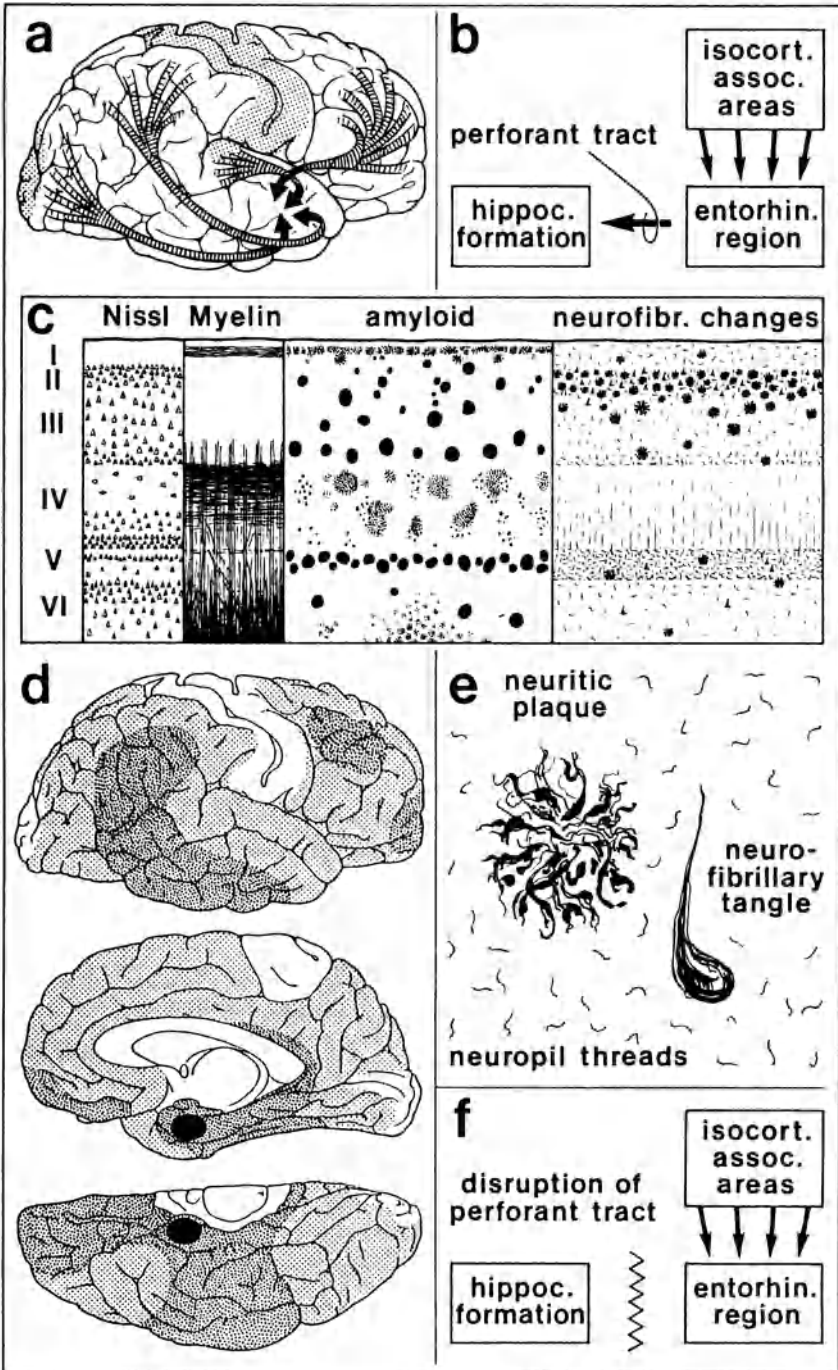 a
b
isocort.
assoc.
areas
perforant tract
hippoc.
formation
entorhin.
region
c
Nissl Myelin amyloid neurofibr. changes
I
II
III
IV
V
VI
d
e
neuritic
plaque
neuro-
fibrillary
tangle
neuropil threads
f
isocort.
assoc.
areas
disruption of
perforant tract
hippoc.
formation
entorhin.
region